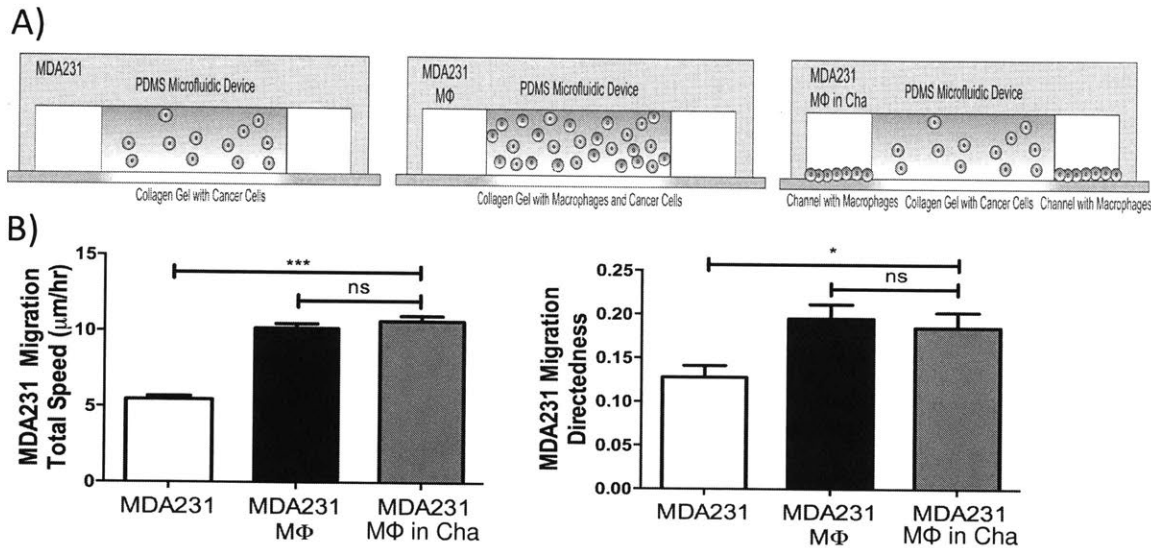 A)
MDA231
PDMS Microfluidic Device
Collagen Gel with Cancer Cells
MDA231
MΦ
PDMS Microfluidic Device
Collagen Gel with Macrophages and Cancer Cells
MDA231
MΦ in Cha
PDMS Microfluidic Device
Channel with Macrophages
Collagen Gel with Cancer Cells
Channel with Macrophages
B)
MDA231 Migration
Total Speed (μm/hr)
15
10
5
0
***
ns
MDA231
MDA231
MΦ
MDA231
MΦ in Cha
MDA231 Migration
Directedness
0.25
0.20
0.15
0.10
0.05
0.00
*
ns
MDA231
MDA231
MΦ
MDA231
MΦ in Cha